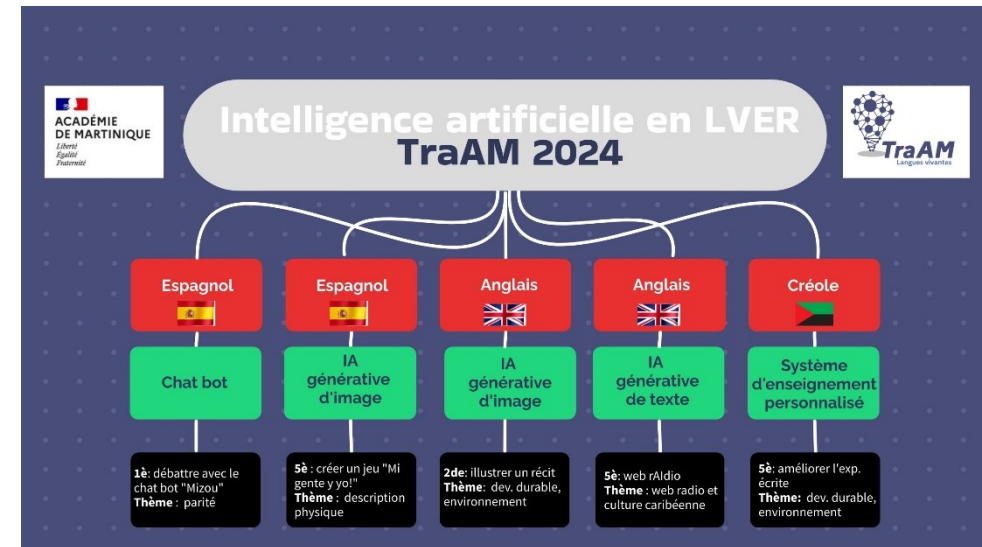 ACADÉMIE
DE MARTINIQUE
Liberté
Égalité
Fraternité
Intelligence artificielle en LVER
TraAM 2024
TraAM
Langues vivantes
Espagnol
Espagnol
Anglais
Anglais
Créole
Chat bot
IA
générative
d'image
IA
générative
d'image
IA
générative
de texte
Système
d'enseignement
personnalisé
1è: débattre avec le
chat bot "Mizou"
Thème : parité
5è : créer un jeu "Mi
gente y yo!"
Thème : description
physique
2de: illustrer un récit
Thème: dev. durable,
environnement
5è: web rAIdio
Thème : web radio et
culture caribéenne
5è: améliorer l'exp.
écrite
Thème: dev. durable,
environnement